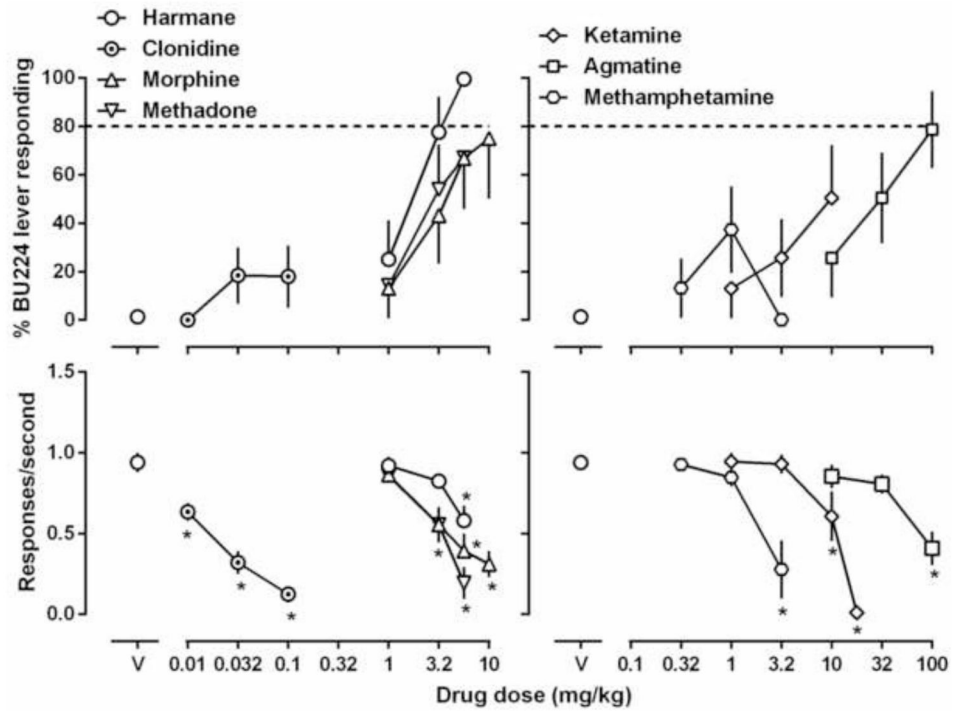 Harmane
Clonidine
Morphine
Methadone
Ketamine
Agmatine
Methamphetamine
% BU224 lever responding
100
80
60
40
20
0
Responses/second
1.5
1.0
0.5
0.0
* * * * * * * *
* * * *
V 0.01 0.032 0.1 0.32 1 3.2 10
V 0.1 0.32 1 3.2 10 32 100
Drug dose (mg/kg)